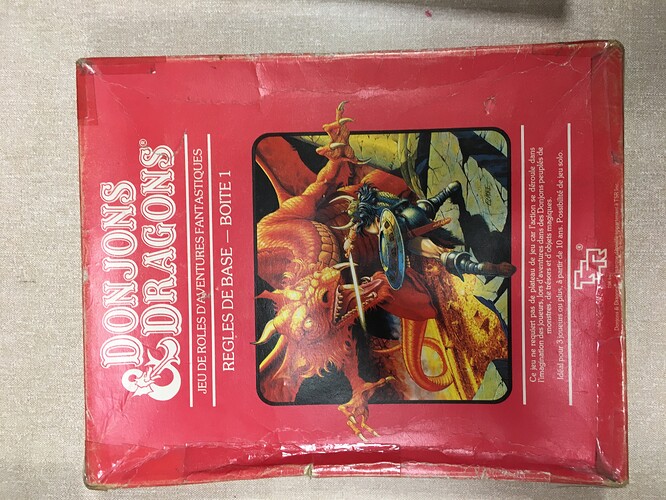 DONJONS
& DRAGONS®
JEU DE ROLES D'AVENTURES FANTASTIQUES
REGLES DE BASE — BOITE 1
Ce jeu ne requiert pas de plateau de jeu car l'action se déroule dans
l'imagination des joueurs, lors d'aventures dans des Donjons peuplés de
monstres, de trésors et d'objets magiques.
Idéal pour 3 joueurs ou plus, à partir de 10 ans. Possibilité de jeu solo.
TSR